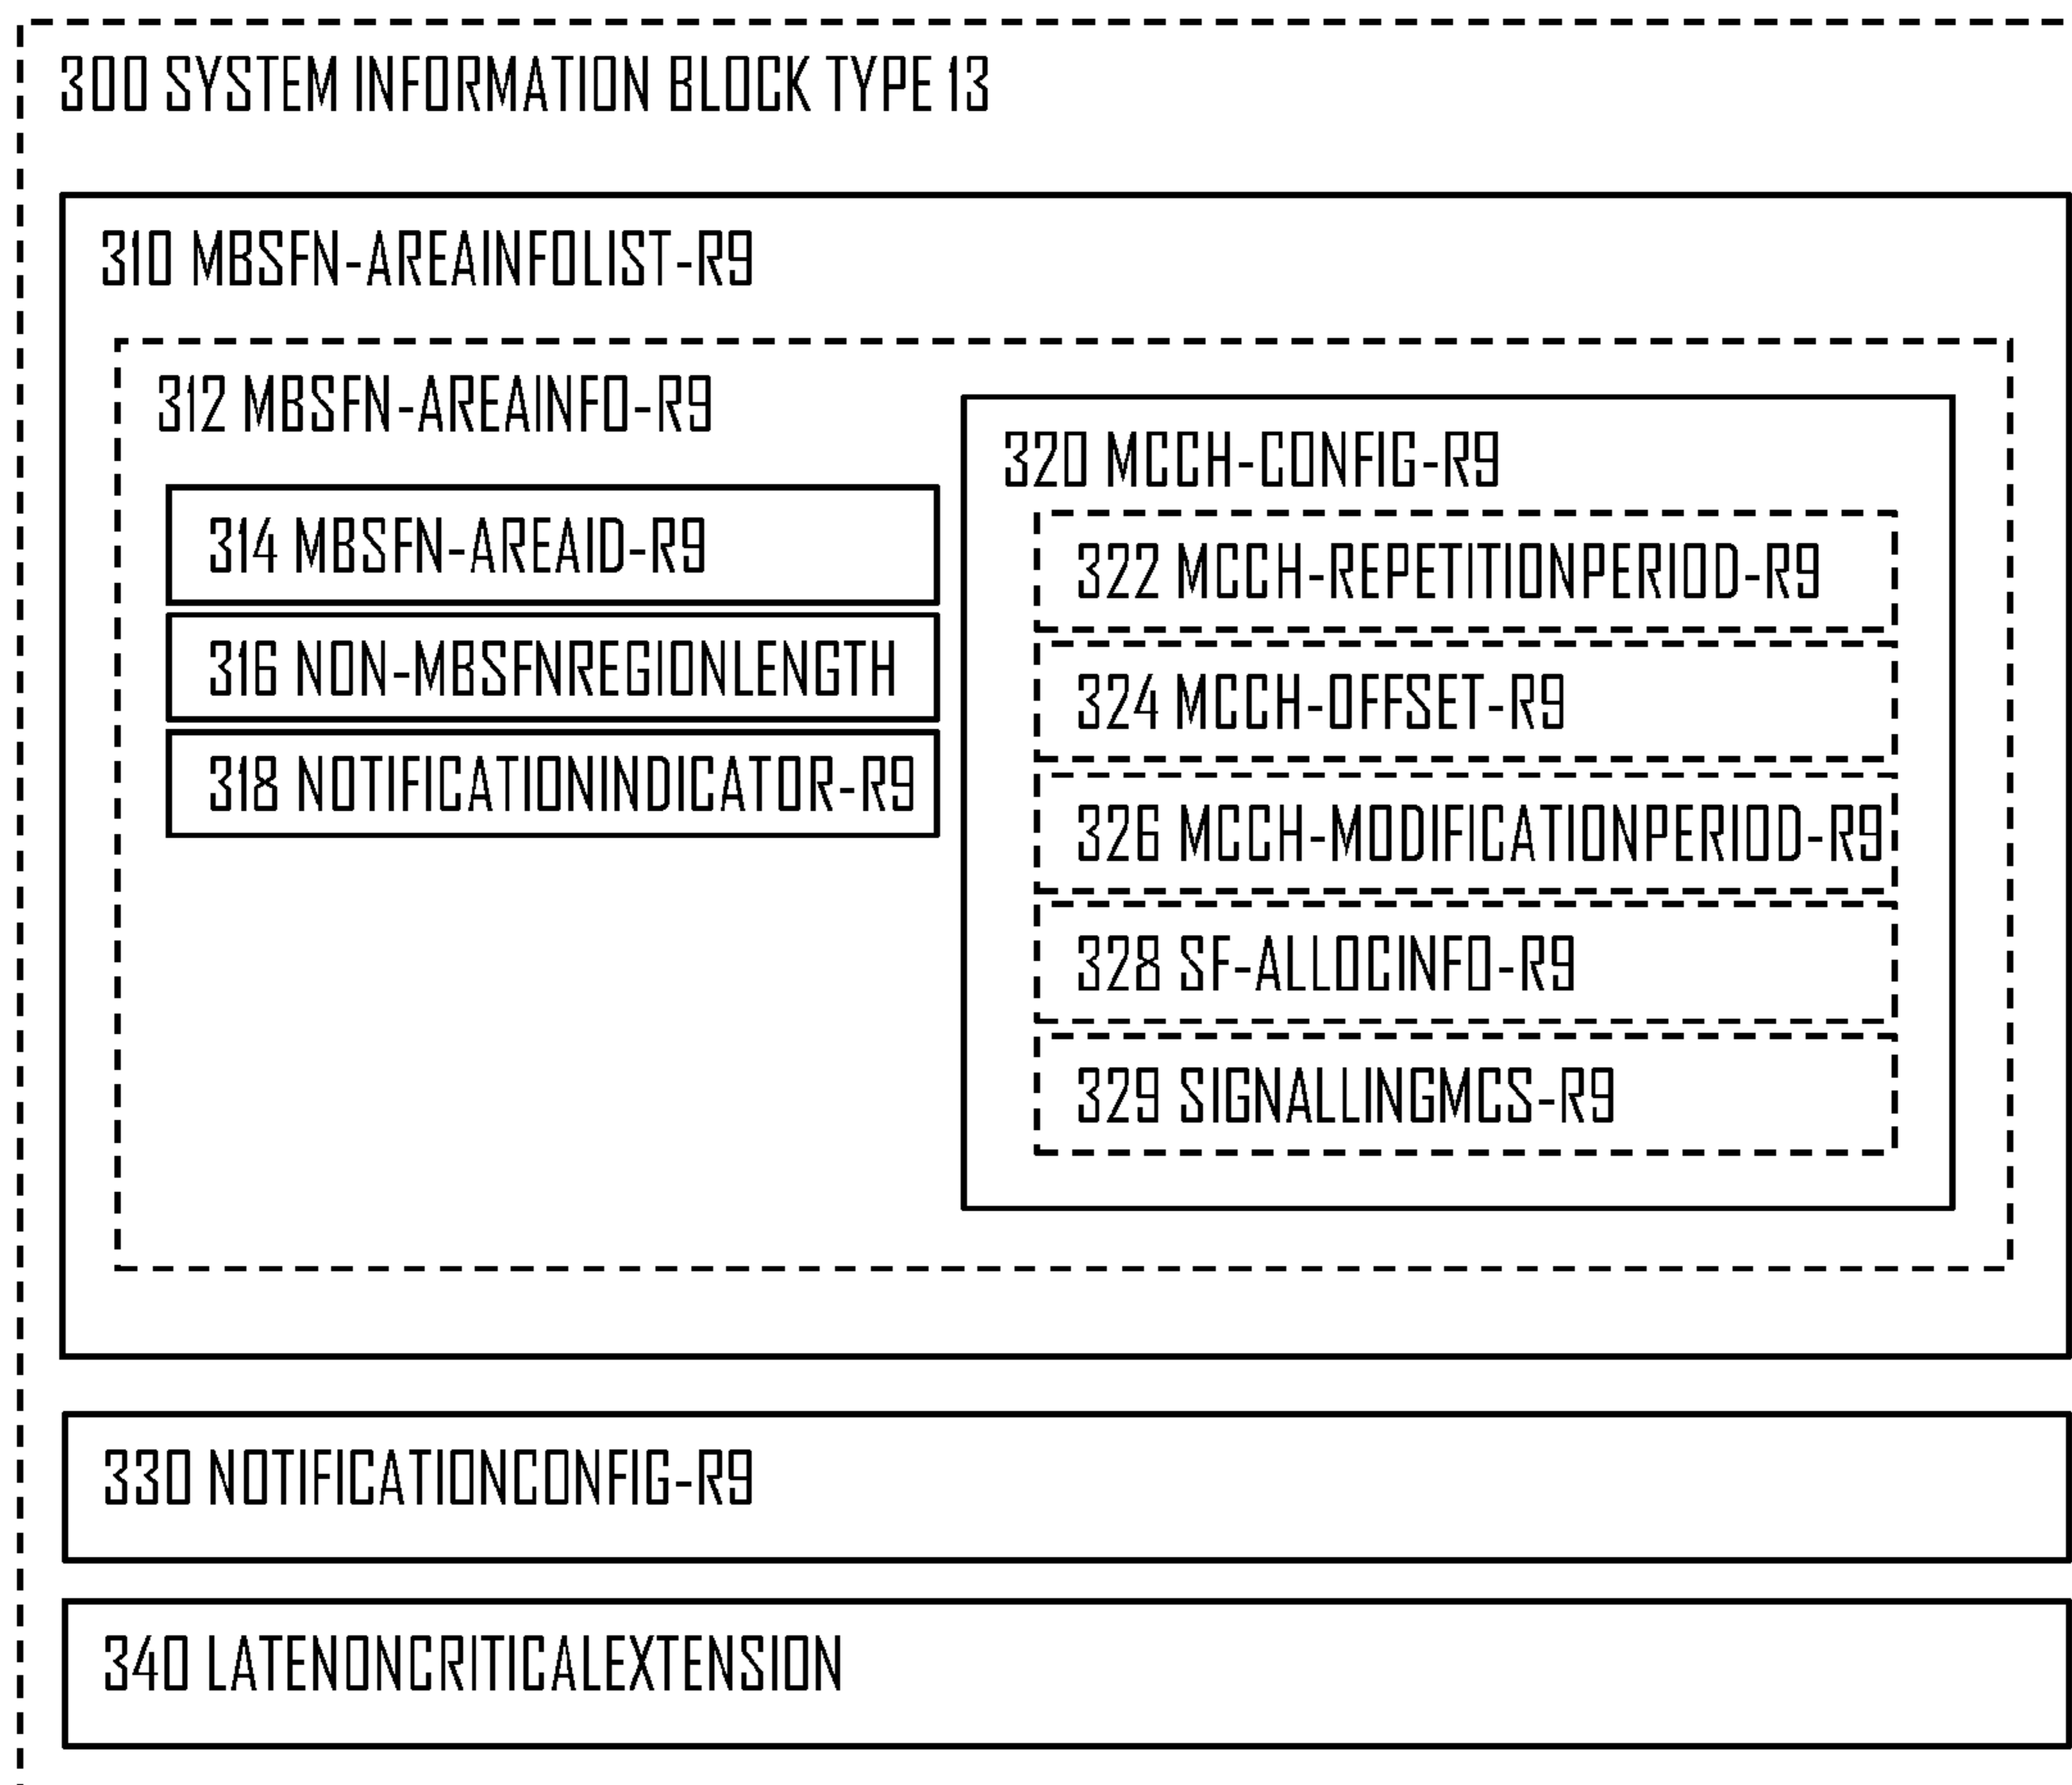 300 SYSTEM INFORMATION BLOCK TYPE 13
310 MBSFN-AREAINFOLIST-R9
312 MBSFN-AREAINFO-R9
314 MBSFN-AREAID-R9
316 NON-MBSFNREGIONLENGTH
318 NOTIFICATIONINDICATOR-R9
320 MCCH-CONFIG-R9
322 MCCH-REPETITIONPERIOD-R9
324 MCCH-OFFSET-R9
326 MCCH-MODIFICATIONPERIOD-R9
328 SF-ALLOCINFO-R9
329 SIGNALLINGMCS-R9
330 NOTIFICATIONCONFIG-R9
340 LATENONCRITICALEXTENSION